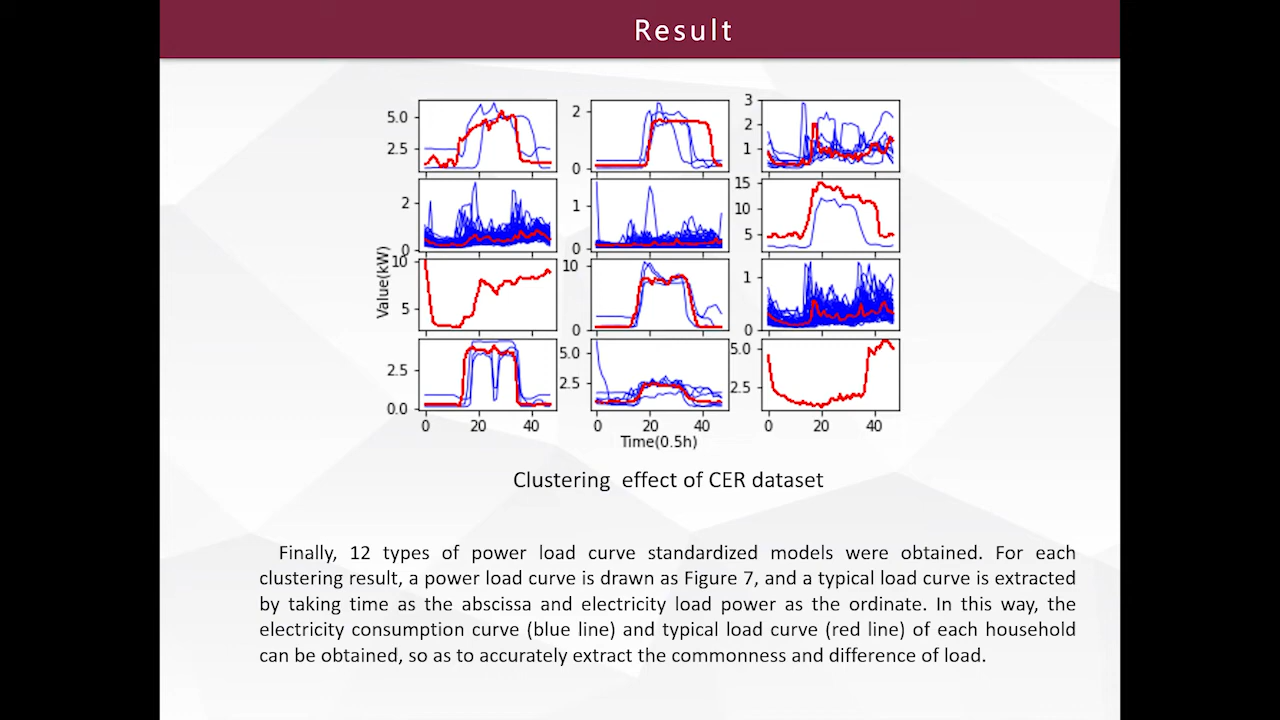 Result
5.0
2.5
2
0
3
2
1
2
0
1
0
15
10
5
Value(kW)
10
5
10
0
1
0
2.5
0.0
5.0
2.5
5.0
2.5
0 20 40 0 20 40 0 20 40
Time(0.5h)
Clustering effect of CER dataset
Finally, 12 types of power load curve standardized models were obtained. For each
clustering result, a power load curve is drawn as Figure 7, and a typical load curve is extracted
by taking time as the abscissa and electricity load power as the ordinate. In this way, the
electricity consumption curve (blue line) and typical load curve (red line) of each household
can be obtained, so as to accurately extract the commonness and difference of load.